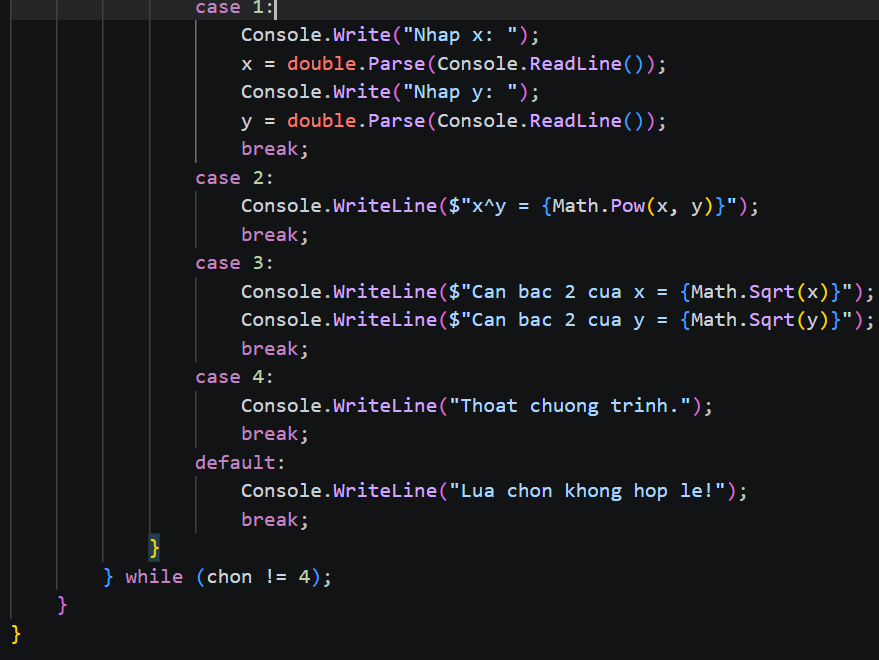 case 1:
Console.Write("Nhap x: ");
x = double.Parse(Console.ReadLine());
Console.Write("Nhap y: ");
y = double.Parse(Console.ReadLine());
break;
case 2:
Console.WriteLine($"x^y = {Math.Pow(x, y)}");
break;
case 3:
Console.WriteLine($"Can bac 2 cua x = {Math.Sqrt(x)}");
Console.WriteLine($"Can bac 2 cua y = {Math.Sqrt(y)}");
break;
case 4:
Console.WriteLine("Thoat chuong trinh.");
break;
default:
Console.WriteLine("Lua chon khong hop le!");
break;
}
} while (chon != 4);
}
}